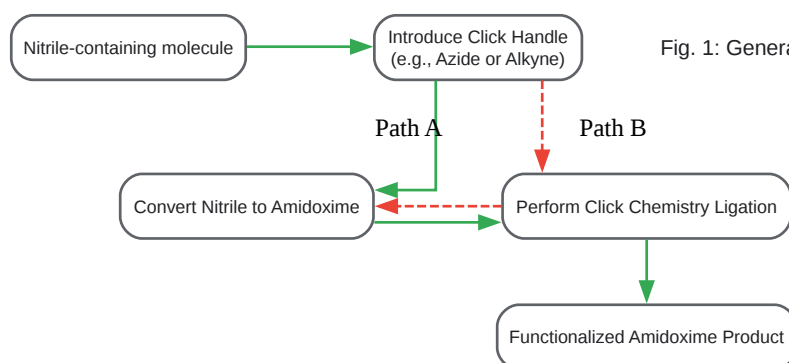 Nitrile-containing molecule
Introduce Click Handle
(e.g., Azide or Alkyne)
Fig. 1: Genera
Path A
Path B
Convert Nitrile to Amidoxime
Perform Click Chemistry Ligation
Functionalized Amidoxime Product